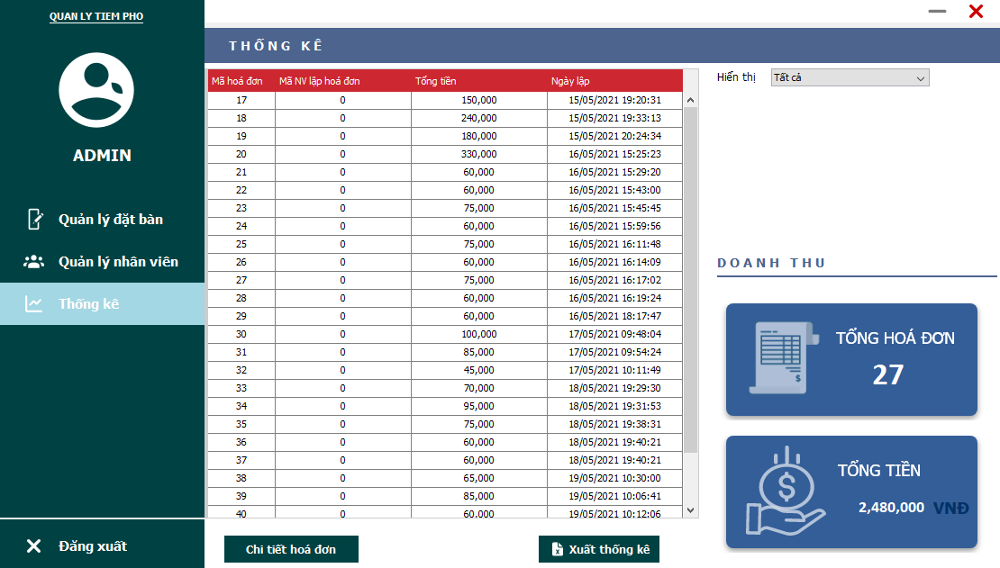 QUAN LY TIEM PHO
ADMIN
Quản lý đặt bàn
Quản lý nhân viên
Thống kê
Đăng xuất
THỐNG KÊ
Mã hoá đơn Mã NV lập hoá đơn Tổng tiền Ngày lập
17 0 150,000 15/05/2021 19:20:31
18 0 240,000 15/05/2021 19:33:13
19 0 180,000 15/05/2021 20:24:34
20 0 330,000 16/05/2021 15:25:23
21 0 60,000 16/05/2021 15:29:20
22 0 60,000 16/05/2021 15:43:00
23 0 75,000 16/05/2021 15:45:45
24 0 60,000 16/05/2021 15:59:56
25 0 75,000 16/05/2021 16:11:48
26 0 60,000 16/05/2021 16:14:09
27 0 75,000 16/05/2021 16:17:02
28 0 60,000 16/05/2021 16:19:24
29 0 60,000 16/05/2021 18:17:47
30 0 100,000 17/05/2021 09:48:04
31 0 85,000 17/05/2021 09:54:24
32 0 45,000 17/05/2021 10:11:49
33 0 70,000 18/05/2021 19:29:30
34 0 95,000 18/05/2021 19:31:53
35 0 75,000 18/05/2021 19:38:31
36 0 60,000 18/05/2021 19:40:21
37 0 60,000 18/05/2021 19:40:21
38 0 65,000 19/05/2021 10:30:00
39 0 85,000 19/05/2021 10:06:41
40 0 60,000 19/05/2021 10:12:06
Chi tiết hoá đơn
Xuất thống kê
Hiển thị Tất cả
DOANH THU
TỔNG HOÁ ĐƠN
27
TỔNG TIỀN
2,480,000 VNĐ